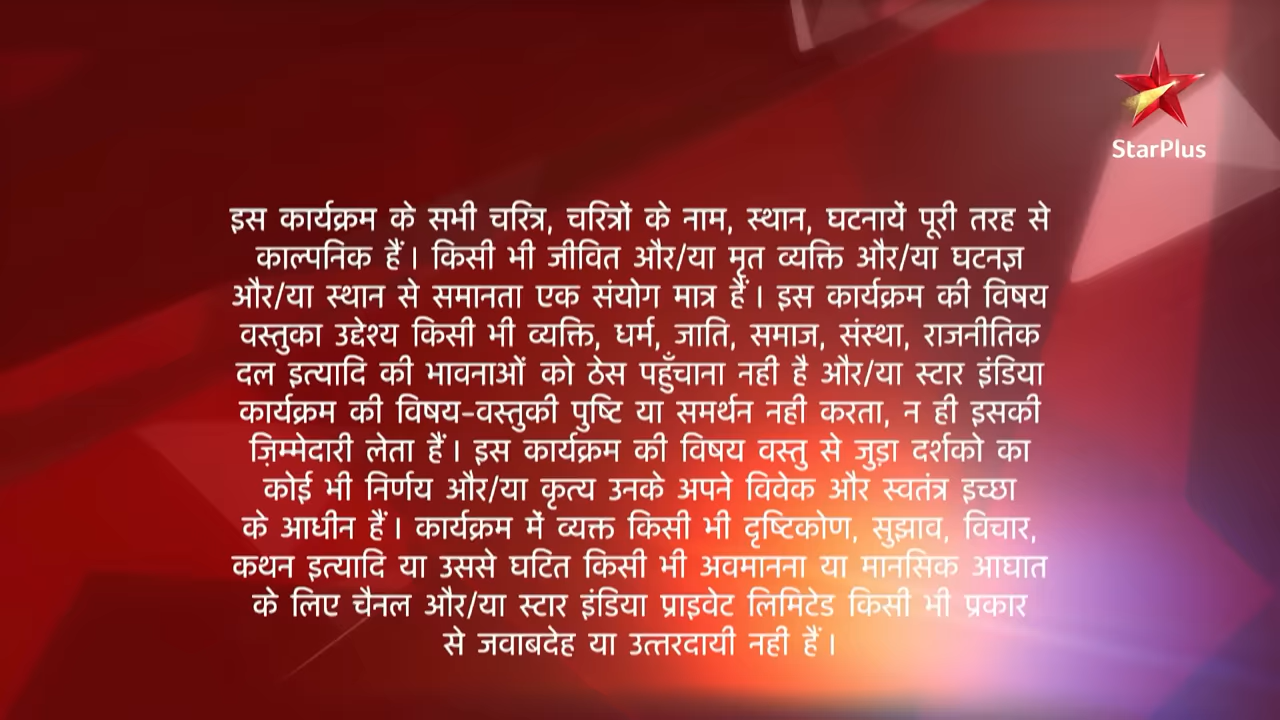 StarPlus
इस कार्यक्रम के सभी चरित्र, चरित्रों के नाम, स्थान, घटनायें पूरी तरह से
काल्पनिक हैं। किसी भी जीवित और/या मृत व्यक्ति और/या घटनज्ञ
और/या स्थान से समानता एक संयोग मात्र हैं। इस कार्यक्रम की विषय
वस्तुका उद्देश्य किसी भी व्यक्ति, धर्म, जाति, समाज, संस्था, राजनीतिक
दल इत्यादि की भावनाओं को ठेस पहुँचाना नही है और/या स्टार इंडिया
कार्यक्रम की विषय-वस्तुकी पुष्टि या समर्थन नही करता, न ही इसकी
ज़िम्मेदारी लेता हैं। इस कार्यक्रम की विषय वस्तु से जुड़ा दर्शको का
कोई भी निर्णय और/या कृत्य उनके अपने विवेक और स्वतंत्र इच्छा
के आधीन हैं। कार्यक्रम में व्यक्त किसी भी दृष्टिकोण, सुझाव, विचार,
कथन इत्यादि या उससे घटित किसी भी अवमानना या मानसिक आघात
के लिए चैनल और/या स्टार इंडिया प्राइवेट लिमिटेड किसी भी प्रकार
से जवाबदेह या उत्तरदायी नही हैं।